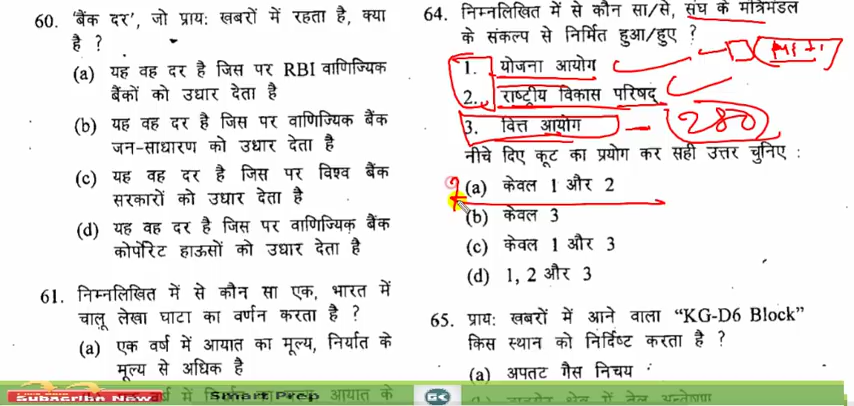 60. 'बैंक दर', जो प्राय: खबरों में रहता है, क्या
है ?
(a) यह वह दर है जिस पर RBI वाणिज्यिक
बैंकों को उधार देता है
(b) यह वह दर है जिस पर वाणिज्यिक बैंक
जन-साधारण को उधार देता है
(c) यह वह दर है जिस पर विश्व बैंक
सरकारों को उधार देता है
(d) यह वह दर है जिस पर वाणिज्यिक बैंक
कोर्पोरेट हाऊसों को उधार देता है
61. निम्नलिखित में से कौन सा एक, भारत में
चालू लेखा घाटा का वर्णन करता है ?
(a) एक वर्ष में आयात का मूल्य, निर्यात के
मूल्य से अधिक है
वर्ष में निर्यात का मूल्य आयात के
64. निम्नलिखित में से कौन सा/से, संघ के मंत्रिमंडल
के संकल्प से निर्मित हुआ/हुए ?
1. योजना आयोग
2. राष्ट्रीय विकास परिषद्
3. वित्त आयोग 280
नीचे दिए कूट का प्रयोग कर सही उत्तर चुनिए :
(a) केवल 1 और 2
(b) केवल 3
(c) केवल 1 और 3
(d) 1, 2 और 3
65. प्राय: खबरों में आने वाला "KG-D6 Block"
किस स्थान को निर्दिष्ट करता है ?
(a) अपतट गैस निचय
Subscribe Now
Smart Prep
GK